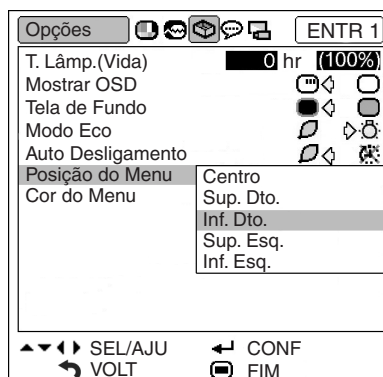 Opções ENTR 1
T. Lâmp.(Vida) 0 hr (100%)
Mostrar OSD
Tela de Fundo
Modo Eco
Auto Desligamento
Posição do Menu
Cor do Menu
Centro
Sup. Dto.
Inf. Dto.
Sup. Esq.
Inf. Esq.
SEL/AJU CONF
VOLT FIM